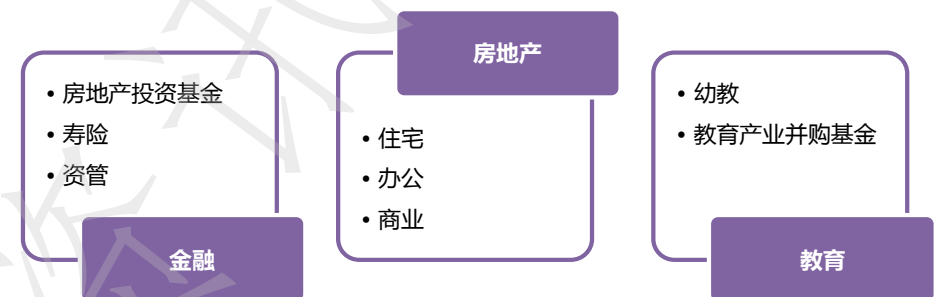 • 房地产投资基金
• 寿险
• 资管
金融
房地产
• 住宅
• 办公
• 商业
• 幼教
• 教育产业并购基金
教育